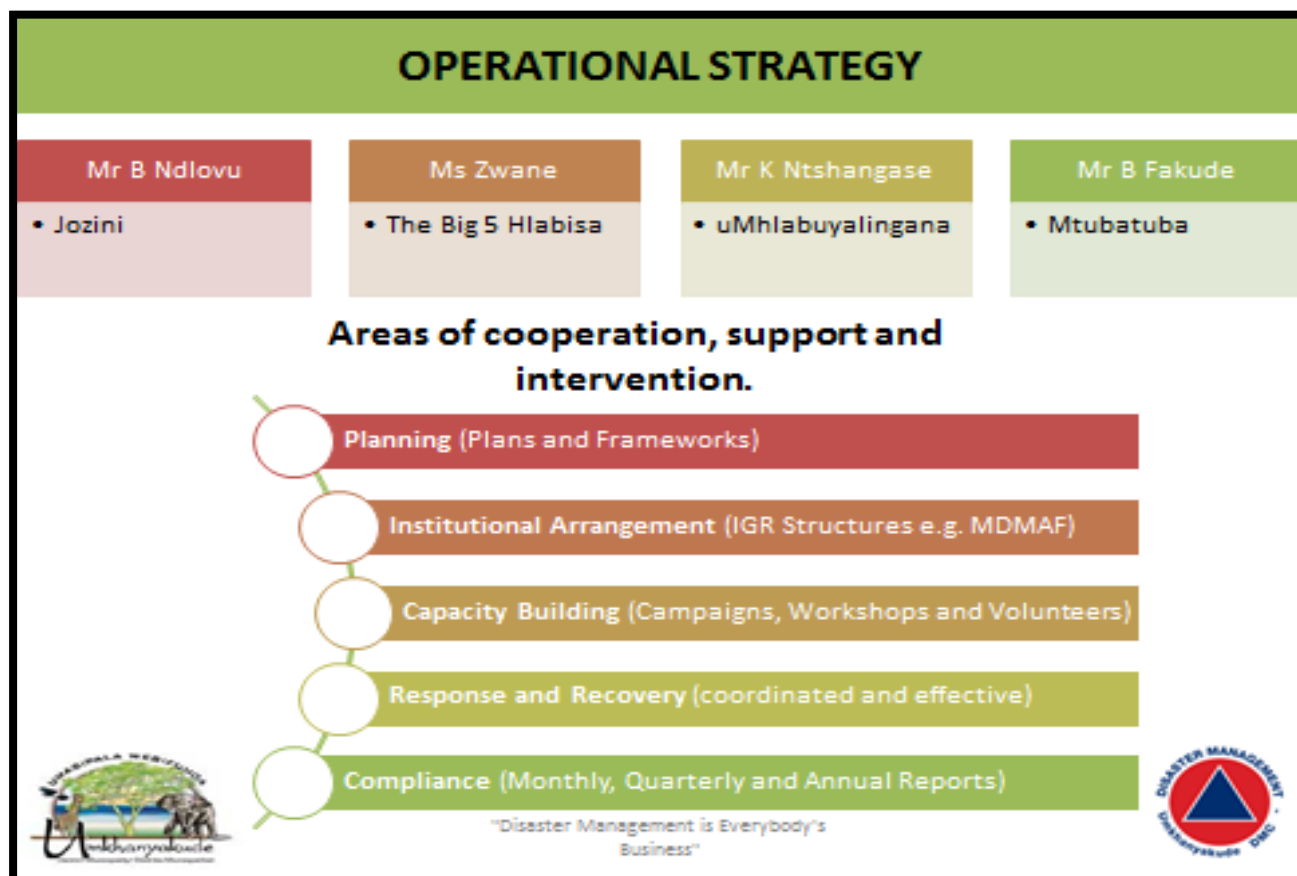 OPERATIONAL STRATEGY
Mr B Ndlovu
• Jozini
Ms Zwane
• The Big 5 Hlabisa
Mr K Ntshangase
• uMhlabuyalingana
Mr B Fakude
• Mtubatuba
Areas of cooperation, support and
intervention.
Planning (Plans and Frameworks)
Institutional Arrangement (IGR Structures e.g. MDMAF)
Capacity Building (Campaigns, Workshops and Volunteers)
Response and Recovery (coordinated and effective)
Compliance (Monthly, Quarterly and Annual Reports)
"Disaster Management is Everybody's
Business"
Umkhanyakude
DISASTER MANAGEMENT
Umkhanyakude DMC